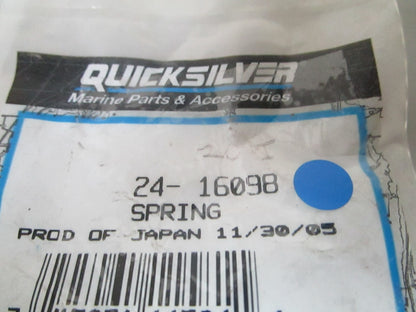 QUICKSILVER
Marine Parts & Accessories
24- 16098
SPRING
PROD OF JAPAN 11/30/05